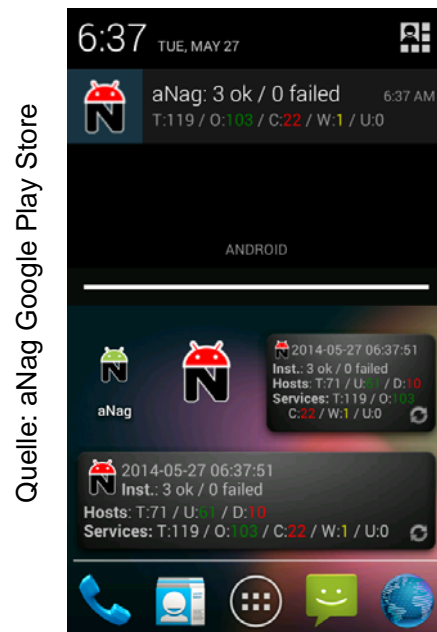 Quelle: aNag Google Play Store
6:37 TUE, MAY 27
aNag: 3 ok / 0 failed 6:37 AM
T:119 / O:103 / C:22 / W:1 / U:0
ANDROID
aNag
2014-05-27 06:37:51
Inst.: 3 ok / 0 failed
Hosts: T:71 / U:61 / D:10
Services: T:119 / O:103
C:22 / W:1 / U:0
2014-05-27 06:37:51
Inst.: 3 ok / 0 failed
Hosts: T:71 / U:61 / D:10
Services: T:119 / O:103 / C:22 / W:1 / U:0